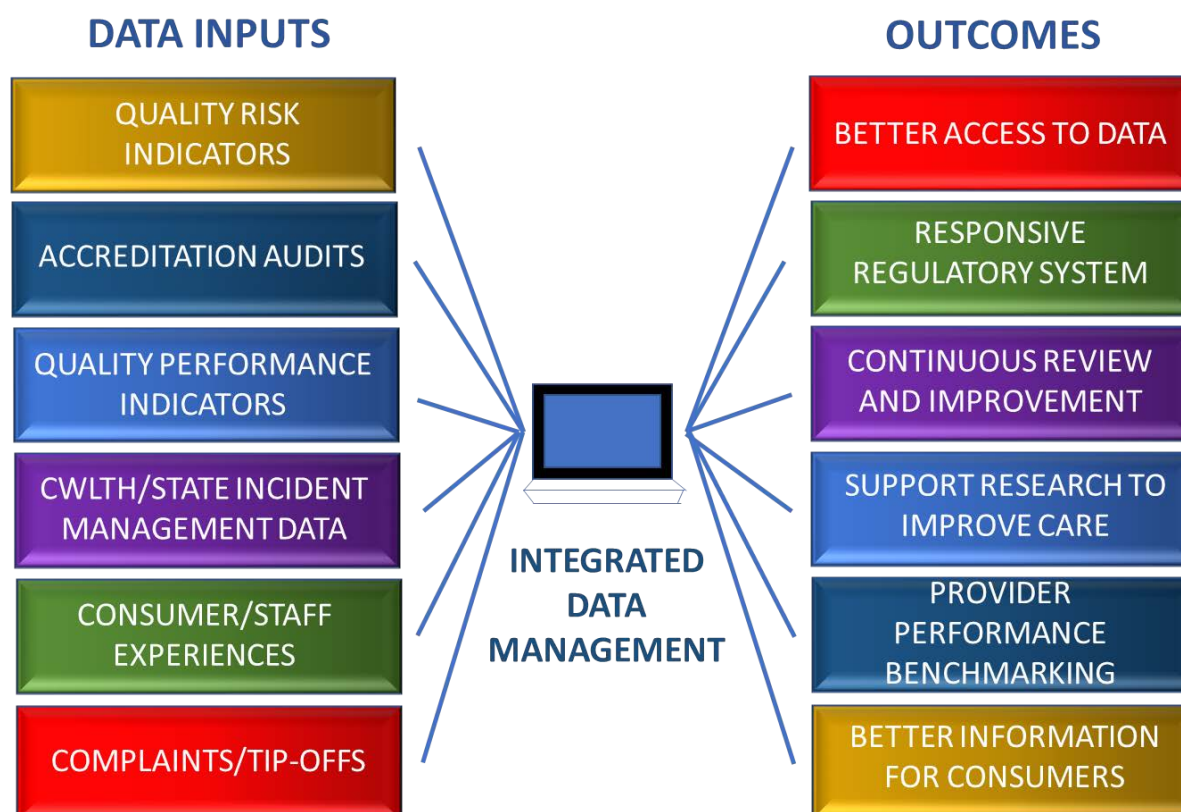 DATA INPUTS
QUALITY RISK
INDICATORS
ACCREDITATION AUDITS
QUALITY PERFORMANCE
INDICATORS
CWLTH/STATE INCIDENT
MANAGEMENT DATA
CONSUMER/STAFF
EXPERIENCES
COMPLAINTS/TIP-OFFS
INTEGRATED
DATA
MANAGEMENT
OUTCOMES
BETTER ACCESS TO DATA
RESPONSIVE
REGULATORY SYSTEM
CONTINUOUS REVIEW
AND IMPROVEMENT
SUPPORT RESEARCH TO
IMPROVE CARE
PROVIDER
PERFORMANCE
BENCHMARKING
BETTER INFORMATION
FOR CONSUMERS